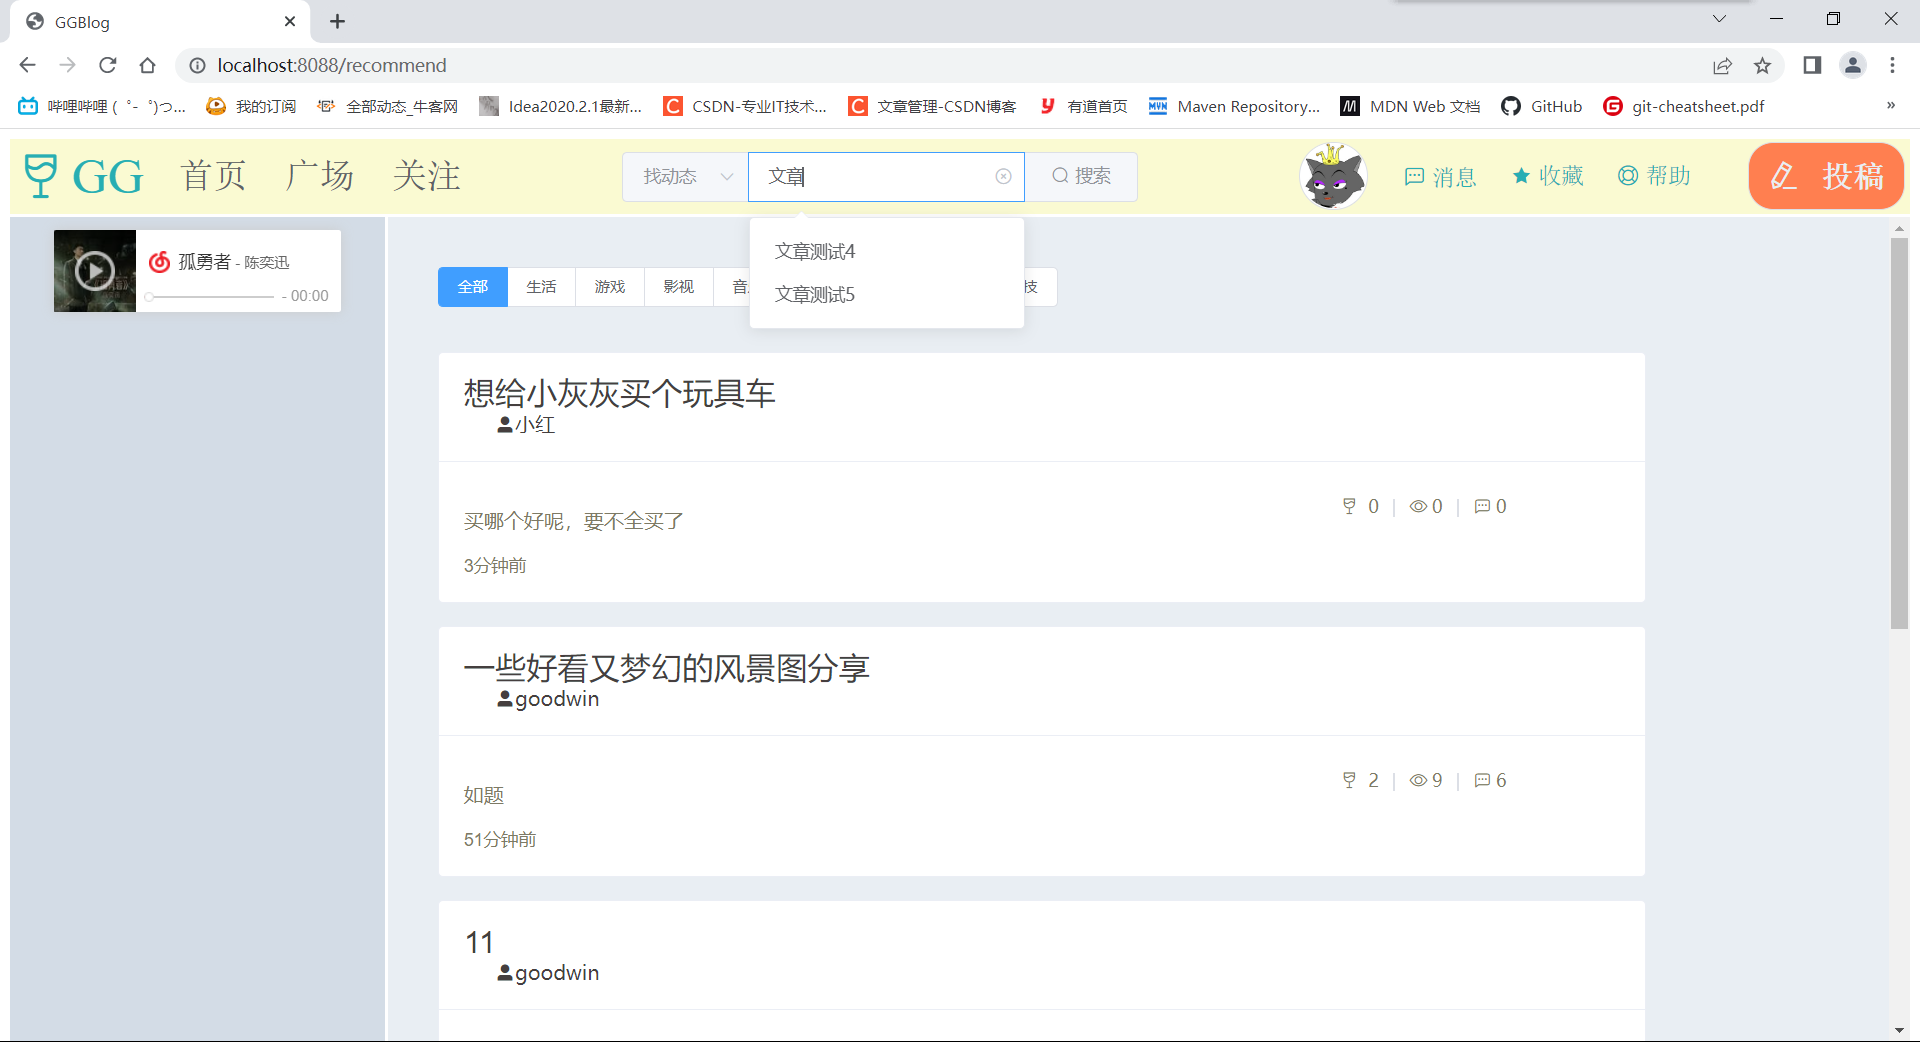 GGBlog
localhost:8088/recommend
哔哩哔哩 ( ゜- ゜)つ... 我的订阅 全部动态_牛客网 Idea2020.2.1最新... CSDN-专业IT技术... 文章管理-CSDN博客 有道首页 Maven Repository... MDN Web 文档 GitHub git-cheatsheet.pdf »
GG 首页 广场 关注 找动态 文章 搜索 消息 收藏 帮助 投稿
孤勇者 - 陈奕迅
- 00:00
文章测试4
文章测试5
全部 生活 游戏 影视 音 技
想给小灰灰买个玩具车
小红
0 | 0 | 0
买哪个好呢，要不全买了
3分钟前
一些好看又梦幻的风景图分享
goodwin
2 | 9 | 6
如题
51分钟前
11
goodwin